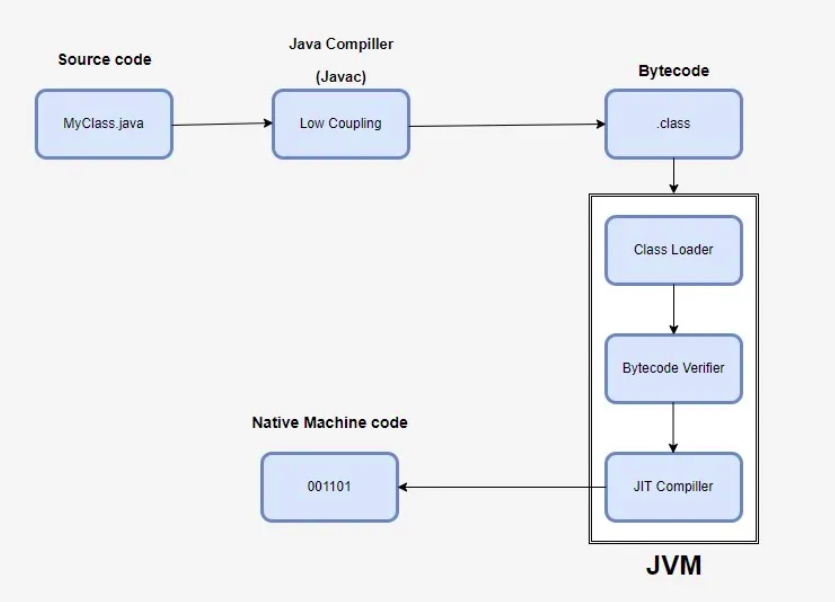 Source code
MyClass.java
Java Compiller
(Javac)
Low Coupling
Bytecode
.class
Class Loader
Bytecode Verifier
JIT Compiller
JVM
Native Machine code
001101